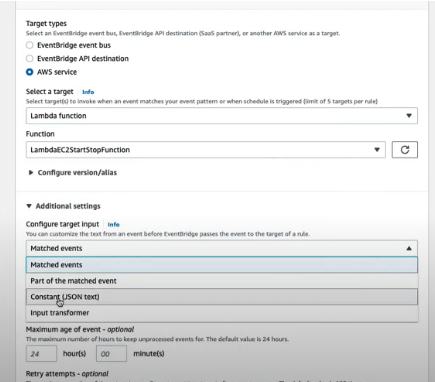 Target types
Select an EventBridge event bus, EventBridge API destination (SaaS partner), or another AWS service as a target.
EventBridge event bus
EventBridge API destination
AWS service
Select a target Info
Select target(s) to invoke when an event matches your event pattern or when schedule is triggered (limit of 5 targets per rule)
Lambda function
Function
LambdaEC2StartStopFunction
Configure version/alias
Additional settings
Configure target input Info
You can customize the text from an event before EventBridge passes the event to the target of a rule.
Matched events
Matched events
Part of the matched event
Constant (JSON text)
Input transformer
Maximum age of event - optional
The maximum number of hours to keep unprocessed events for. The default value is 24 hours.
24 hour(s) 00 minute(s)
Retry attempts - optional